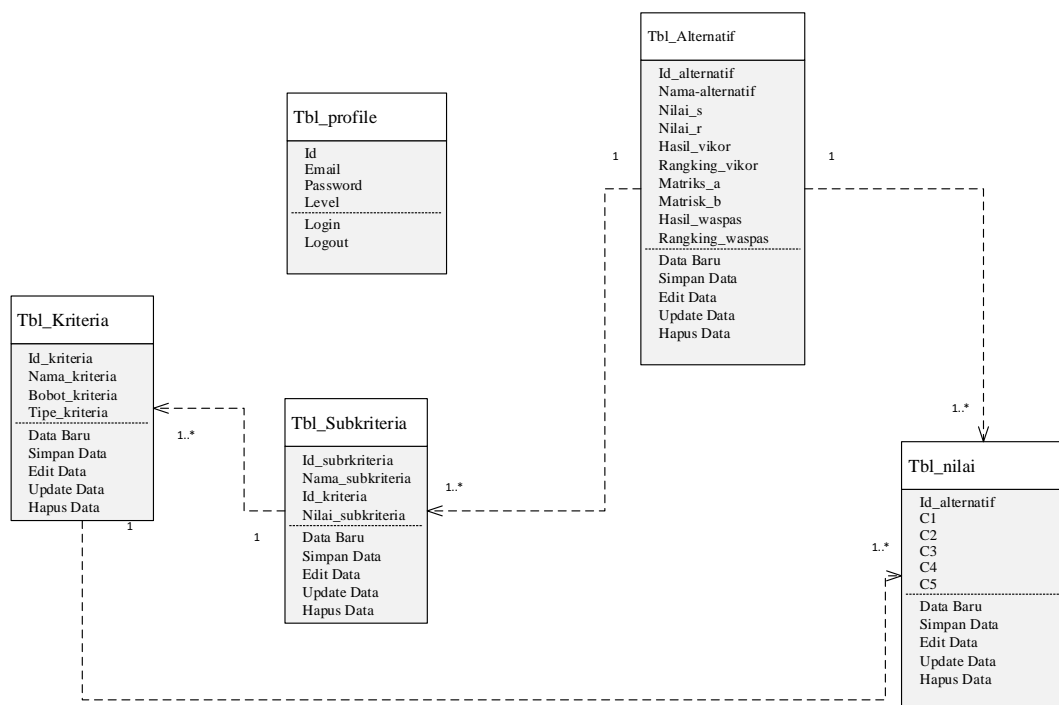 Tbl_Alternatif
Id_alternatif
Nama-alternatif
Nilai_s
Nilai_r
Hasil_vikor
Rangking_vikor
Matriks_a
Matrisk_b
Hasil_waspas
Rangking_waspas
Data Baru
Simpan Data
Edit Data
Update Data
Hapus Data
Tbl_profile
Id
Email
Password
Level
Login
Logout
1
1
Tbl_Kriteria
Id_kriteria
Nama_kriteria
Bobot_kriteria
Tipe_kriteria
Data Baru
Simpan Data
Edit Data
Update Data
Hapus Data
1..*
1
Tbl_Subkriteria
Id_subrkriteria
Nama_subkriteria
Id_kriteria
Nilai_subkriteria
Data Baru
Simpan Data
Edit Data
Update Data
Hapus Data
1
1..*
1..*
Tbl_nilai
Id_alternatif
C1
C2
C3
C4
C5
Data Baru
Simpan Data
Edit Data
Update Data
Hapus Data
1..*